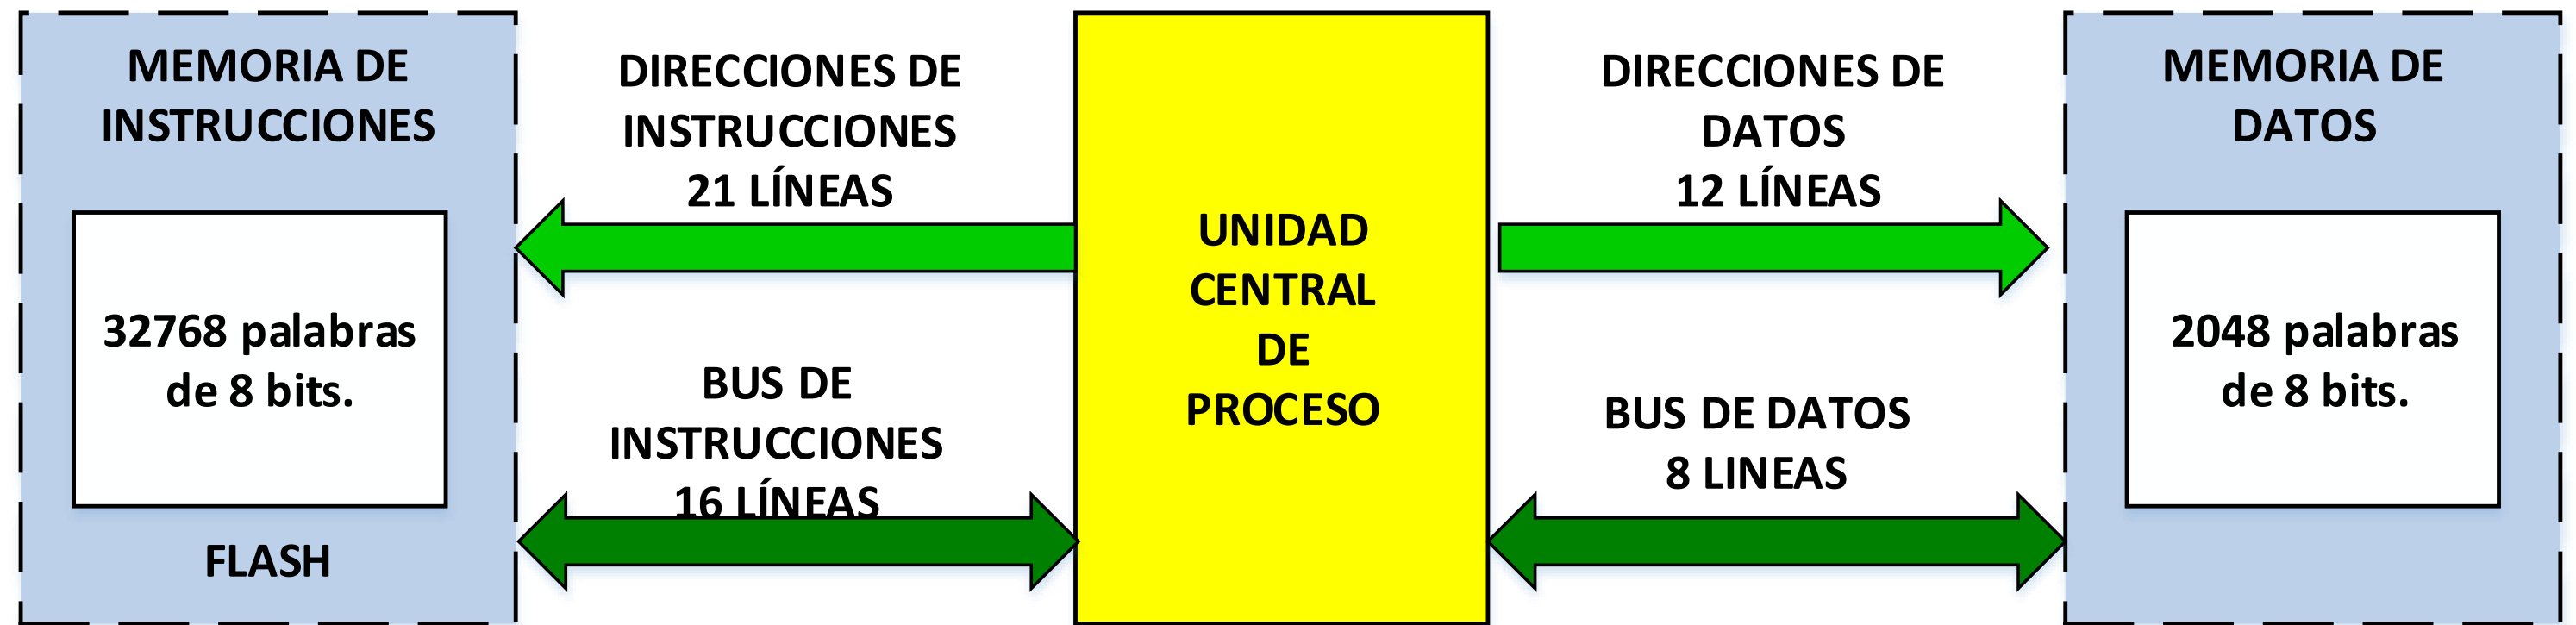 MEMORIA DE
INSTRUCCIONES
32768 palabras
de 8 bits.
FLASH
DIRECCIONES DE
INSTRUCCIONES
21 LÍNEAS
BUS DE
INSTRUCCIONES
16 LÍNEAS
UNIDAD
CENTRAL
DE
PROCESO
DIRECCIONES DE
DATOS
12 LÍNEAS
BUS DE DATOS
8 LINEAS
MEMORIA DE
DATOS
2048 palabras
de 8 bits.